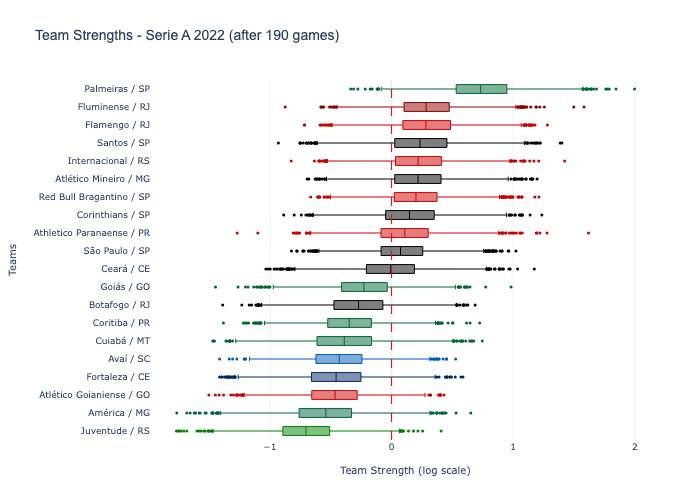 Team Strengths - Serie A 2022 (after 190 games)
Palmeiras / SP
Fluminense / RJ
Flamengo / RJ
Santos / SP
Internacional / RS
Atlético Mineiro / MG
Red Bull Bragantino / SP
Corinthians / SP
Athletico Paranaense / PR
São Paulo / SP
Ceará / CE
Goiás / GO
Botafogo / RJ
Coritiba / PR
Cuiabá / MT
Avaí / SC
Fortaleza / CE
Atlético Goianiense / GO
América / MG
Juventude / RS
Teams
−1 0 1 2
Team Strength (log scale)